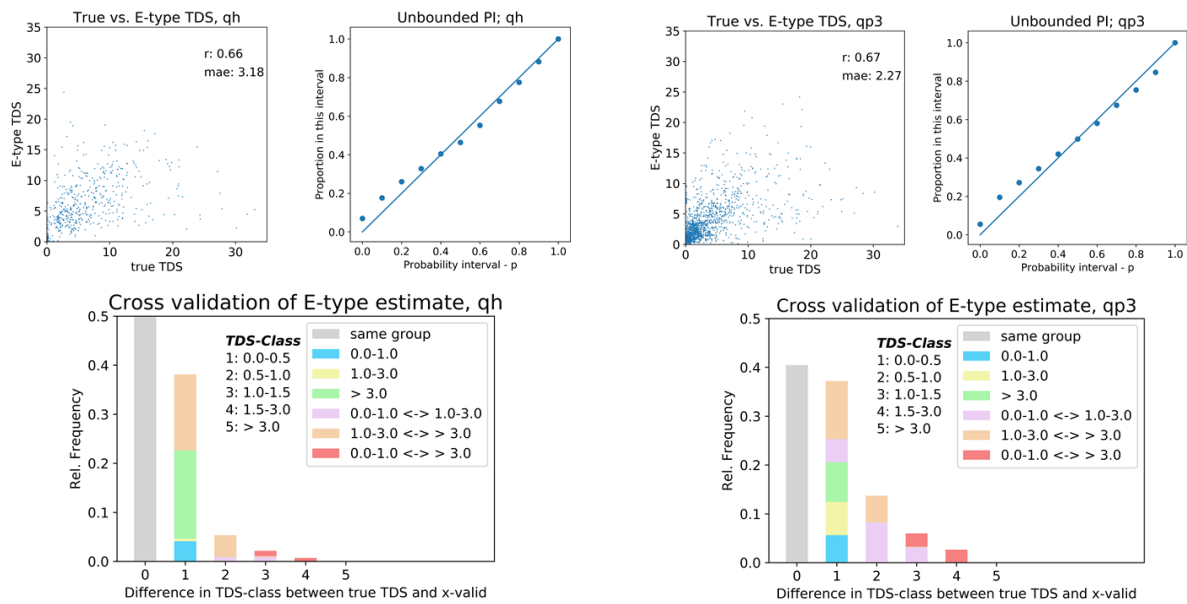 True vs. E-type TDS, qh
35
30
25
20
15
10
5
0
E-type TDS
r: 0.66
mae: 3.18
0
10
20
30
true TDS
Unbounded PI; qh
1.0
0.8
0.6
0.4
0.2
0.0
Proportion in this interval
0.0
0.2
0.4
0.6
0.8
1.0
Probability interval - p
True vs. E-type TDS, qp3
35
30
25
20
15
10
5
0
E-type TDS
r: 0.67
mae: 2.27
0
10
20
30
true TDS
Unbounded PI; qp3
1.0
0.8
0.6
0.4
0.2
0.0
Proportion in this interval
0.0
0.2
0.4
0.6
0.8
1.0
Probability interval - p
Cross validation of E-type estimate, qh
0.5
0.4
0.3
0.2
0.1
0.0
Rel. Frequency
TDS-Class
1: 0.0-0.5
2: 0.5-1.0
3: 1.0-1.5
4: 1.5-3.0
5: > 3.0
same group
0.0-1.0
1.0-3.0
> 3.0
0.0-1.0 <-> 1.0-3.0
1.0-3.0 <-> > 3.0
0.0-1.0 <-> > 3.0
0
1
2
3
4
5
Difference in TDS-class between true TDS and x-valid
Cross validation of E-type estimate, qp3
0.5
0.4
0.3
0.2
0.1
0.0
Rel. Frequency
TDS-Class
1: 0.0-0.5
2: 0.5-1.0
3: 1.0-1.5
4: 1.5-3.0
5: > 3.0
same group
0.0-1.0
1.0-3.0
> 3.0
0.0-1.0 <-> 1.0-3.0
1.0-3.0 <-> > 3.0
0.0-1.0 <-> > 3.0
0
1
2
3
4
5
Difference in TDS-class between true TDS and x-valid